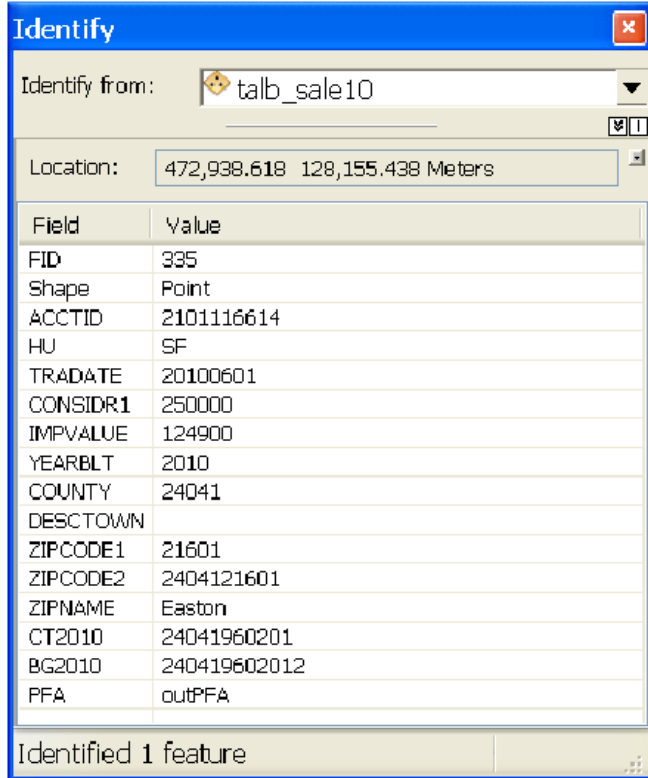 Identify
Identify from: talb_sale10
Location: 472,938.618 128,155.438 Meters
Field Value
FID 335
Shape Point
ACCTID 2101116614
HU SF
TRADATE 20100601
CONSIDR1 250000
IMPVALUE 124900
YEARBLT 2010
COUNTY 24041
DESCTOWN
ZIPCODE1 21601
ZIPCODE2 2404121601
ZIPNAME Easton
CT2010 24041960201
BG2010 240419602012
PFA outPFA
Identified 1 feature